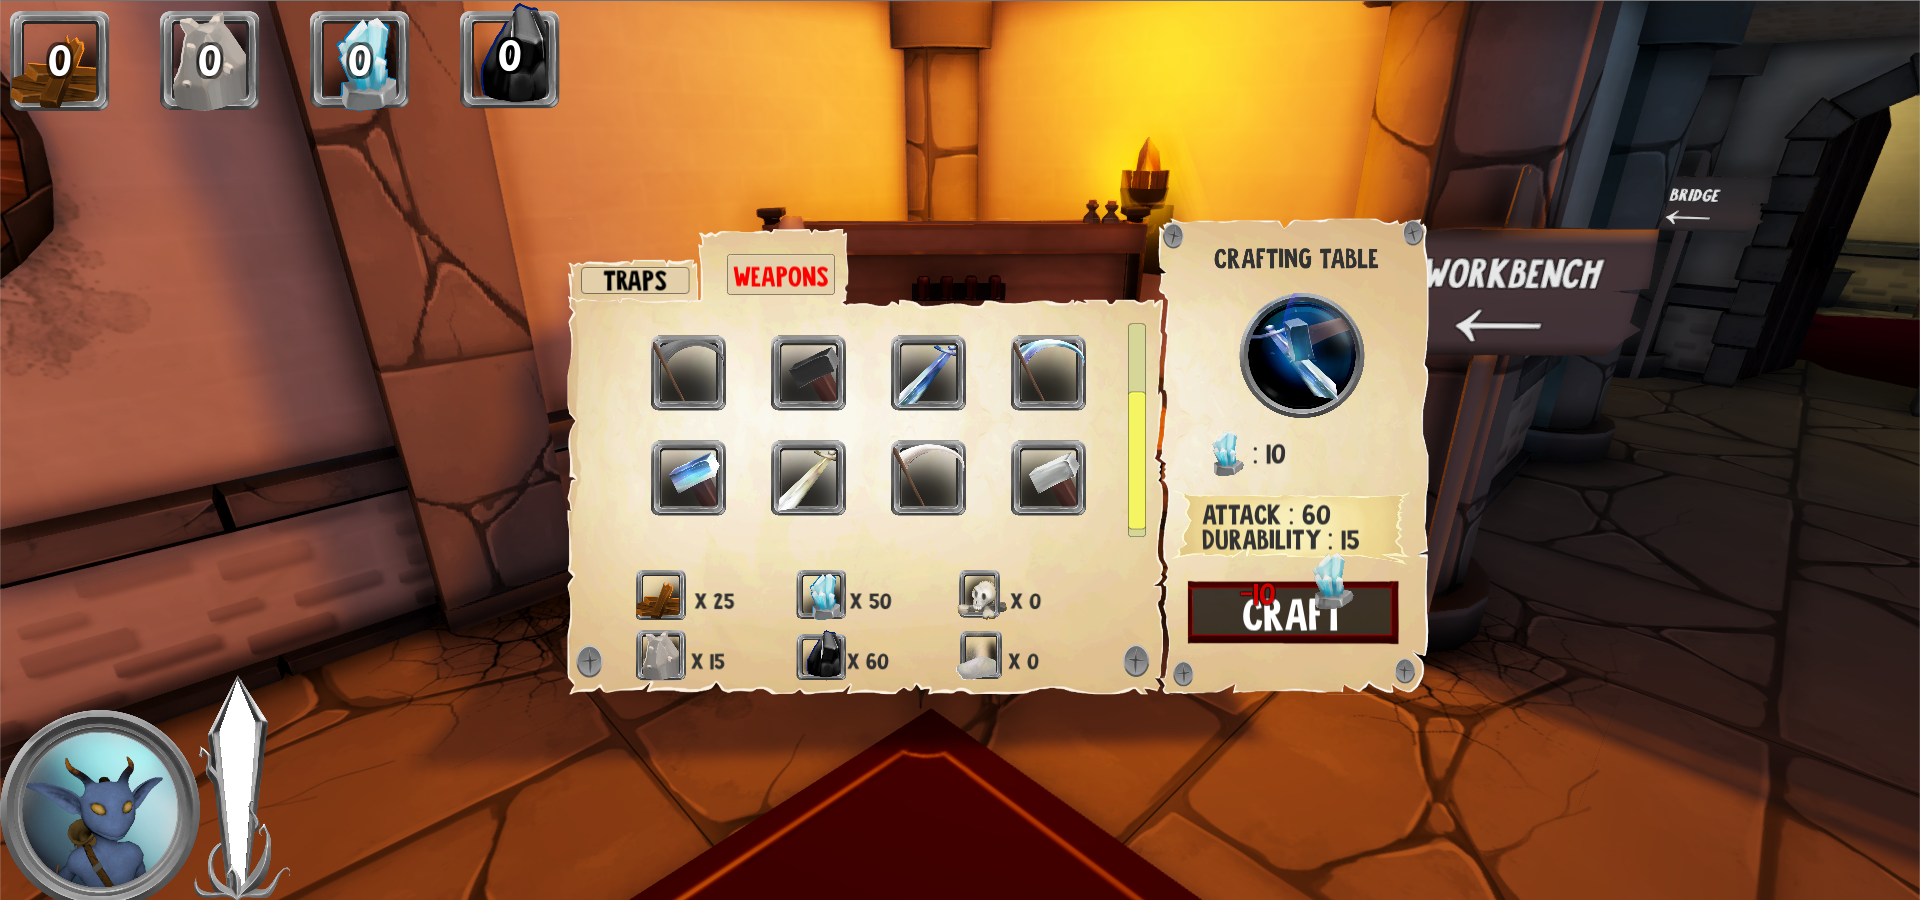 0
0
0
0
BRIDGE
WORKBENCH
TRAPS
WEAPONS
CRAFTING TABLE
: 10
ATTACK : 60
DURABILITY : 15
-10
CRAFT
X 25
X 50
X 0
X 15
X 60
X 0